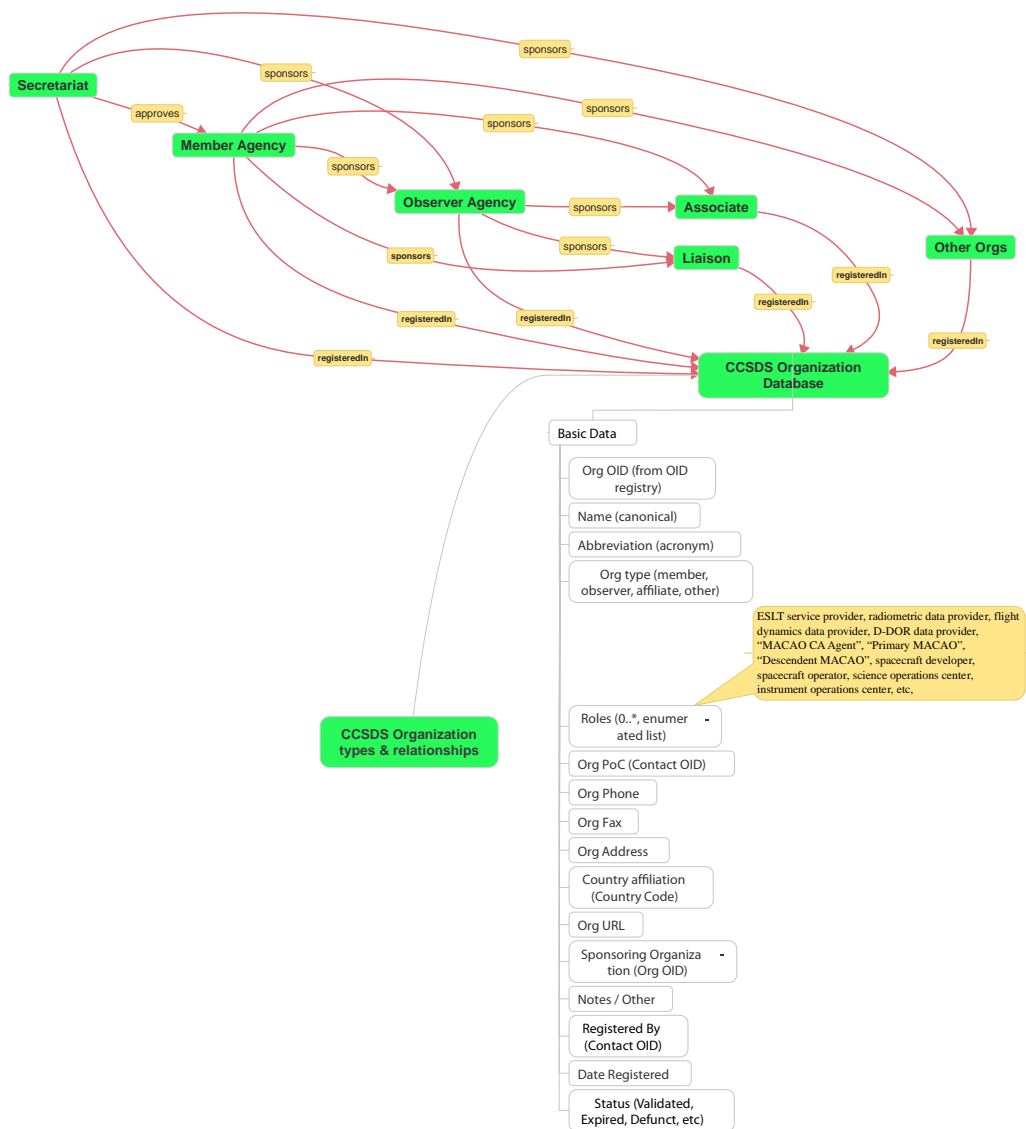 sponsors
sponsors
Secretariat
sponsors
approves
sponsors
Member Agency
sponsors
Observer Agency
sponsors
Associate
sponsors
Other Orgs
sponsors
Liaison
registeredIn
registeredIn
registeredIn
registeredIn
registeredIn
registeredIn
CCSDS Organization
Database
Basic Data
Org OID (from OID
registry)
Name (canonical)
Abbreviation (acronym)
Org type (member,
observer, affiliate, other)
ESLT service provider, radiometric data provider, flight
dynamics data provider, D-DOR data provider,
“MACAO CA Agent”, “Primary MACAO”,
“Descendent MACAO”, spacecraft developer,
spacecraft operator, science operations center,
instrument operations center, etc,
Roles (0..*, enumer -
ated list)
CCSDS Organization
types & relationships
Org PoC (Contact OID)
Org Phone
Org Fax
Org Address
Country affiliation
(Country Code)
Org URL
Sponsoring Organiza -
tion (Org OID)
Notes / Other
Registered By
(Contact OID)
Date Registered
Status (Validated,
Expired, Defunct, etc)